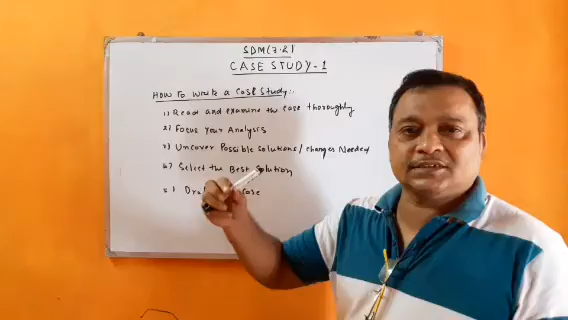 SDM(7.2)
CASE STUDY-1
HOW TO WRITE A CASE STUDY:-
1) Read and examine the case thoroughly
2) Focus Your Analysis
3) Uncover Possible Solutions/changes Needed
4) Select the Best Solution
5)